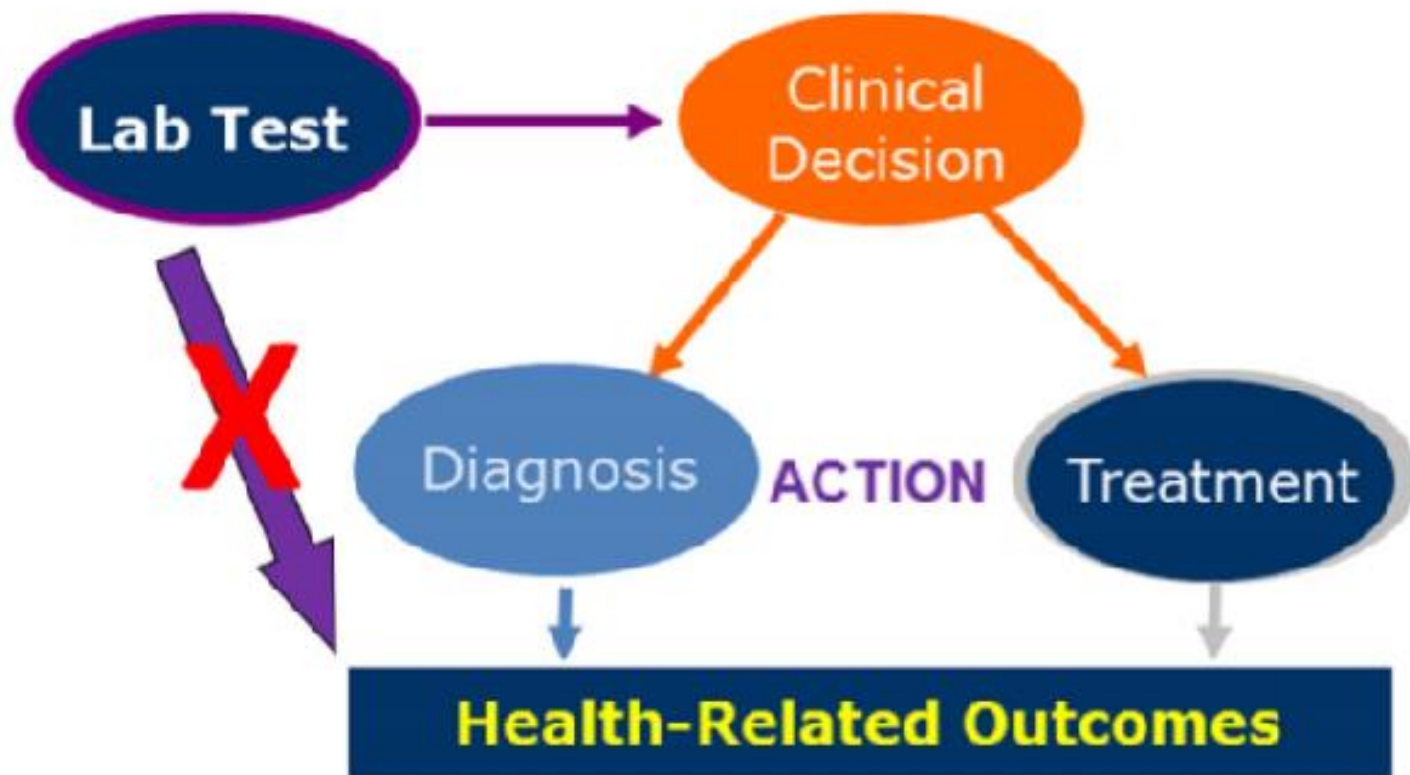 Lab Test
Clinical
Decision
Diagnosis
ACTION
Treatment
X
Health-Related Outcomes